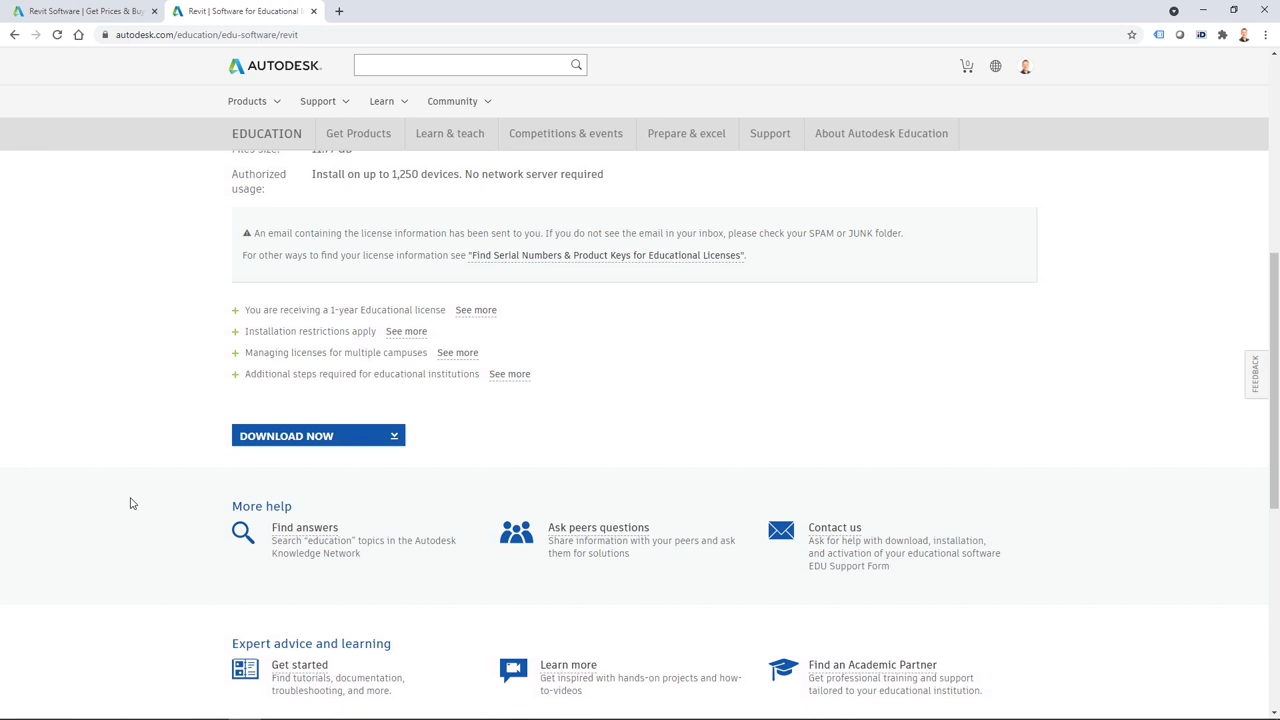 Revit Software | Get Prices & Buy
Revit | Software for Educational I
autodesk.com/education/edu-software/revit
AUTODESK.
0
Products
Support
Learn
Community
EDUCATION
Get Products
Learn & teach
Competitions & events
Prepare & excel
Support
About Autodesk Education
Authorized
usage:
Install on up to 1,250 devices. No network server required
An email containing the license information has been sent to you. If you do not see the email in your inbox, please check your SPAM or JUNK folder.
For other ways to find your license information see "Find Serial Numbers & Product Keys for Educational Licenses".
+ You are receiving a 1-year Educational license See more
+ Installation restrictions apply See more
+ Managing licenses for multiple campuses See more
+ Additional steps required for educational institutions See more
FEEDBACK
DOWNLOAD NOW
More help
Find answers
Search "education" topics in the Autodesk
Knowledge Network
Ask peers questions
Share information with your peers and ask
them for solutions
Contact us
Ask for help with download, installation,
and activation of your educational software
EDU Support Form
Expert advice and learning
Get started
Find tutorials, documentation,
troubleshooting, and more.
Learn more
Get inspired with hands-on projects and how-
to-videos
Find an Academic Partner
Get professional training and support
tailored to your educational institution.